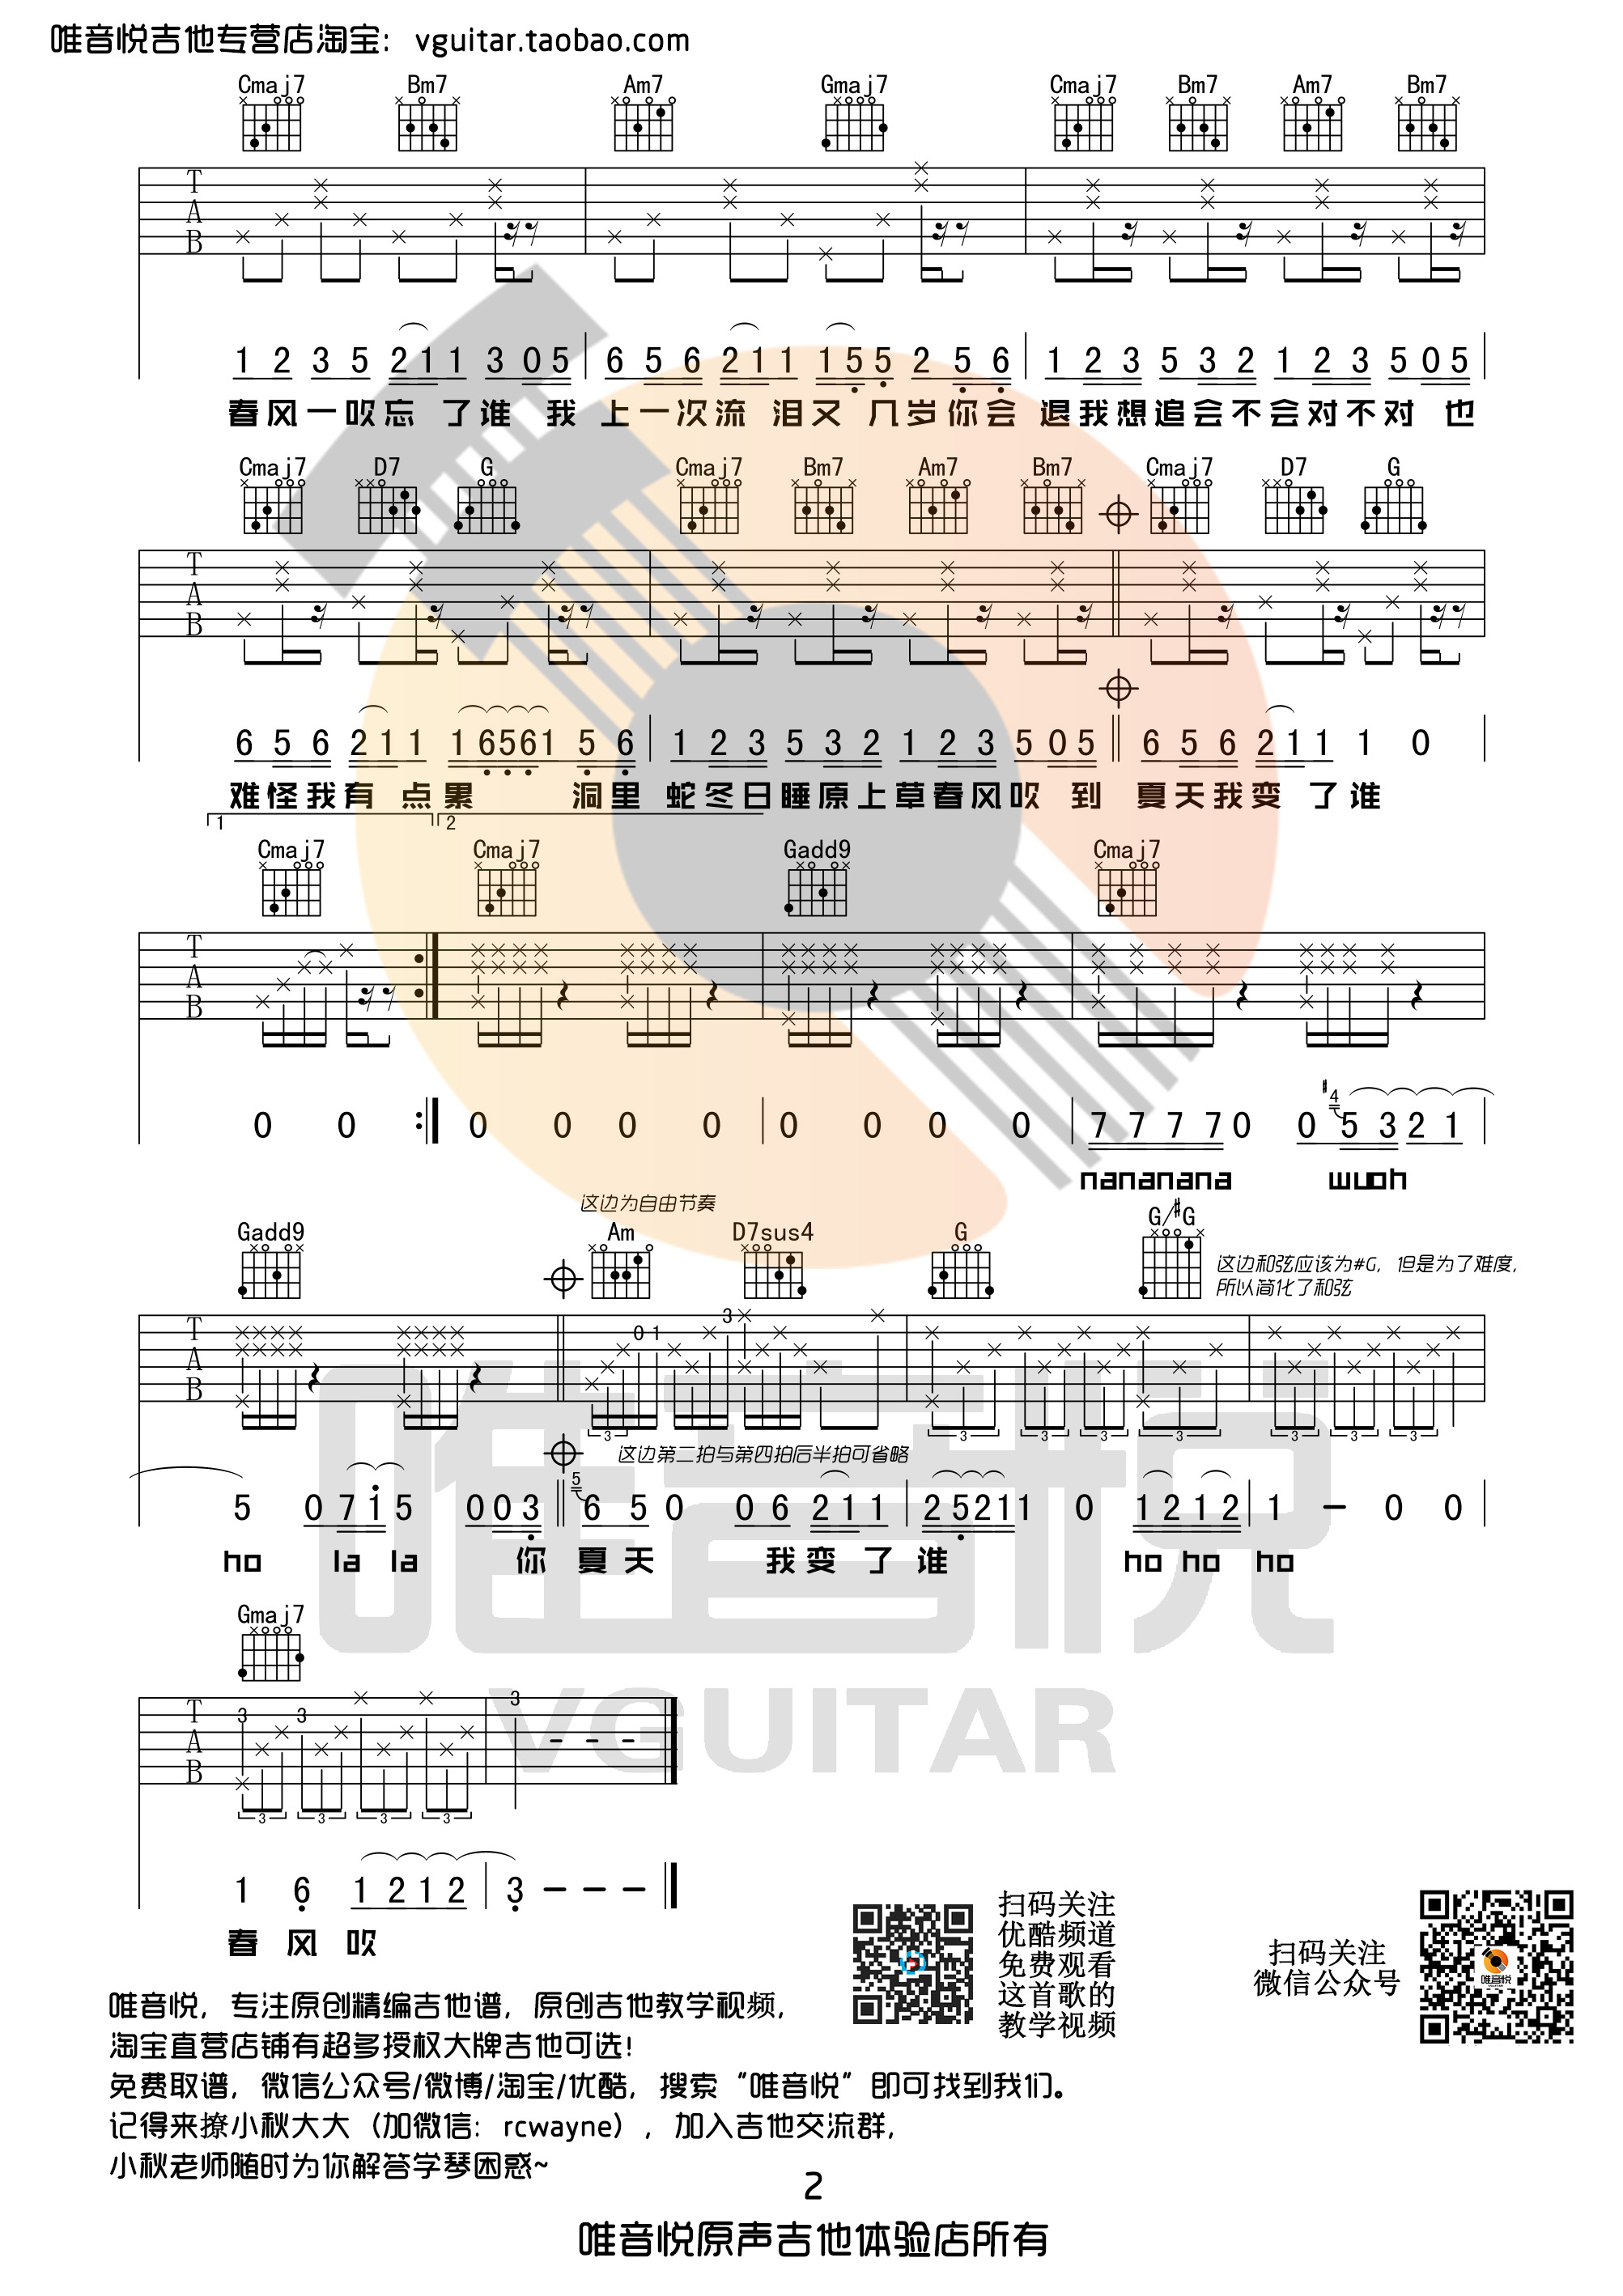 唯音悦吉他专营店淘宝：vguitar.taobao.com
Cmaj7 Bm7 Am7 Gmaj7 Cmaj7 Bm7 Am7 Bm7
T
A
B
1 2 3 5 2 1 1 3 0 5 6 5 6 2 1 1 1 5 5 2 5 6 1 2 3 5 3 2 1 2 3 5 0 5
春风一吹忘 了谁 我 上一次流 泪又 几岁你会 退我想追会不会对不对 也
Cmaj7 D7 G Cmaj7 Bm7 Am7 Bm7 Cmaj7 D7 G
T
A
B
6 5 6 2 1 1 1 6 5 6 1 5 6 1 2 3 5 3 2 1 2 3 5 0 5 6 5 6 2 1 1 1 0
难怪我有 点累 洞里 蛇冬日睡原上草春风吹 到 夏天我变 了谁
1 2
Cmaj7 Cmaj7 Gadd9 Cmaj7
T
A
B
0 0 0 0 0 0 0 0 0 0 7 7 7 7 0 0 #4 5 3 2 1
nananana wuoh
这边为自由节奏
Gadd9 Am D7sus4 G G/#G
这边和弦应该为#G，但是为了难度，
所以简化了和弦
T
A
B
0 1 3
3 3 3 3 3 3 3 3
这边第二拍与第四拍后半拍可省略
5 0 7 1 5 0 0 3 5 6 5 0 0 6 2 1 1 2 5 2 1 1 0 1 2 1 2 1 － 0 0
ho la la 你 夏天 我变 了 谁 ho ho ho
Gmaj7
T
A
B
3 3 3
3 3 3 3
1 6 1 2 1 2 3 － － －
春 风 吹
扫码关注
优酷频道
免费观看
这首歌的
教学视频
扫码关注
微信公众号
唯音悦
唯音悦，专注原创精编吉他谱，原创吉他教学视频，
淘宝直营店铺有超多授权大牌吉他可选！
免费取谱，微信公众号/微博/淘宝/优酷，搜索“唯音悦”即可找到我们。
记得来撩小秋大大（加微信：rcwayne），加入吉他交流群，
小秋老师随时为你解答学琴困惑~
2
唯音悦原声吉他体验店所有
唯音悦
VGUITAR